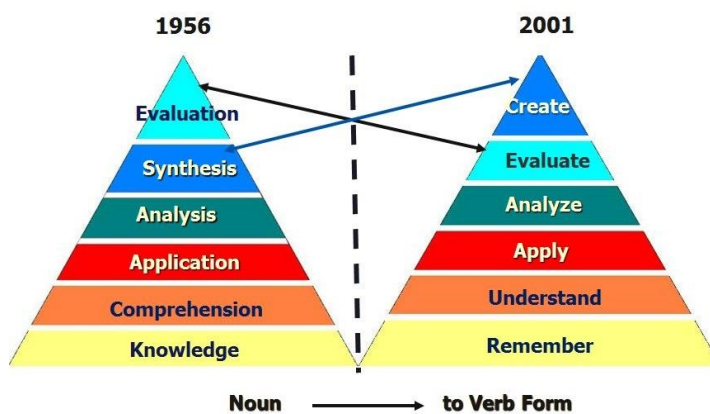 1956
Evaluation
Synthesis
Analysis
Application
Comprehension
Knowledge
2001
Create
Evaluate
Analyze
Apply
Understand
Remember
Noun to Verb Form